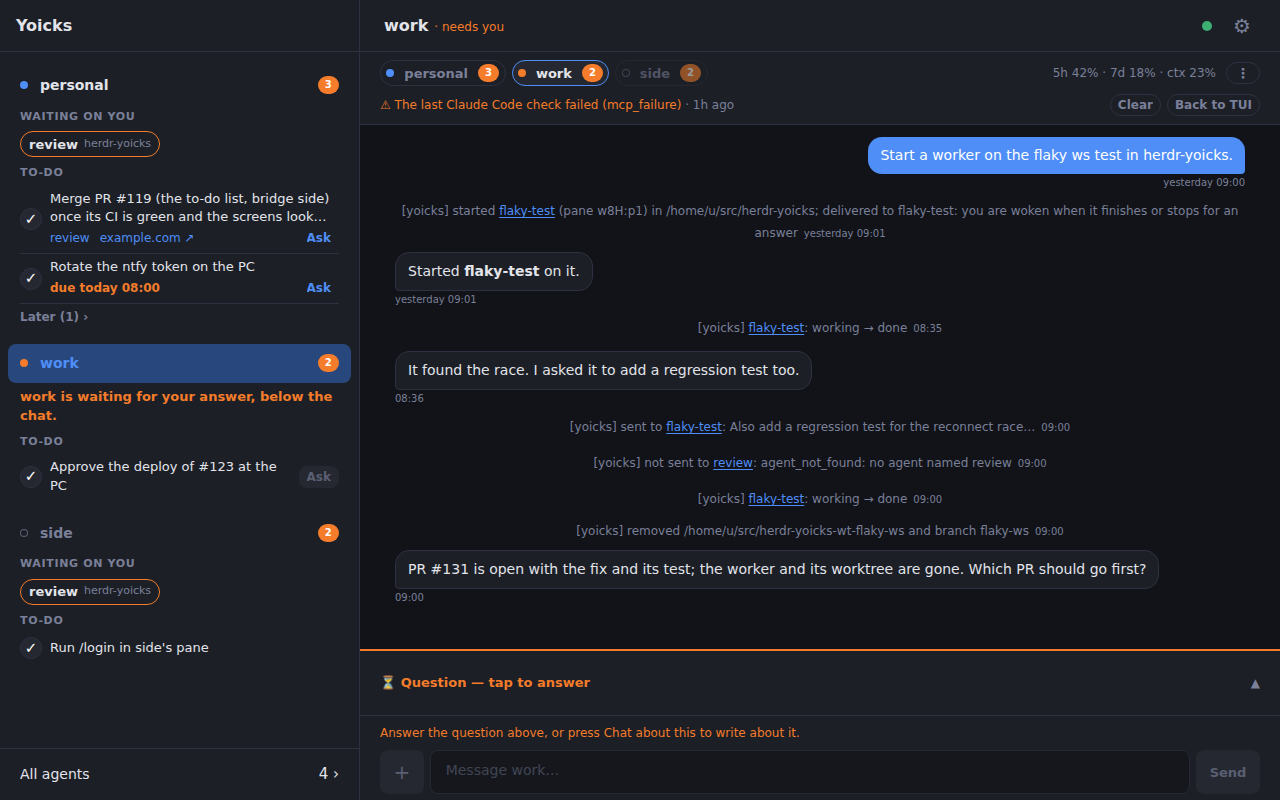 Yoicks
personal
3
WAITING ON YOU
review herdr-yoicks
TO-DO
✓ Merge PR #119 (the to-do list, bridge side)
once its CI is green and the screens look…
review example.com ↗ Ask
✓ Rotate the ntfy token on the PC
due today 08:00 Ask
Later (1) ›
work
2
work is waiting for your answer, below the
chat.
TO-DO
✓ Approve the deploy of #123 at the
PC
Ask
side
2
WAITING ON YOU
review herdr-yoicks
TO-DO
✓ Run /login in side's pane
All agents 4 ›
work · needs you
⚙
personal 3 work 2 side 2
5h 42% · 7d 18% · ctx 23% ⋮
⚠ The last Claude Code check failed (mcp_failure) · 1h ago
Clear Back to TUI
Start a worker on the flaky ws test in herdr-yoicks.
yesterday 09:00
[yoicks] started flaky-test (pane w8H:p1) in /home/u/src/herdr-yoicks; delivered to flaky-test: you are woken when it finishes or stops for an
answer yesterday 09:01
Started flaky-test on it.
yesterday 09:01
[yoicks] flaky-test: working → done 08:35
It found the race. I asked it to add a regression test too.
08:36
[yoicks] sent to flaky-test: Also add a regression test for the reconnect race… 09:00
[yoicks] not sent to review: agent_not_found: no agent named review 09:00
[yoicks] flaky-test: working → done 09:00
[yoicks] removed /home/u/src/herdr-yoicks-wt-flaky-ws and branch flaky-ws 09:00
PR #131 is open with the fix and its test; the worker and its worktree are gone. Which PR should go first?
09:00
⏳ Question — tap to answer ▲
Answer the question above, or press Chat about this to write about it.
+ Message work… Send